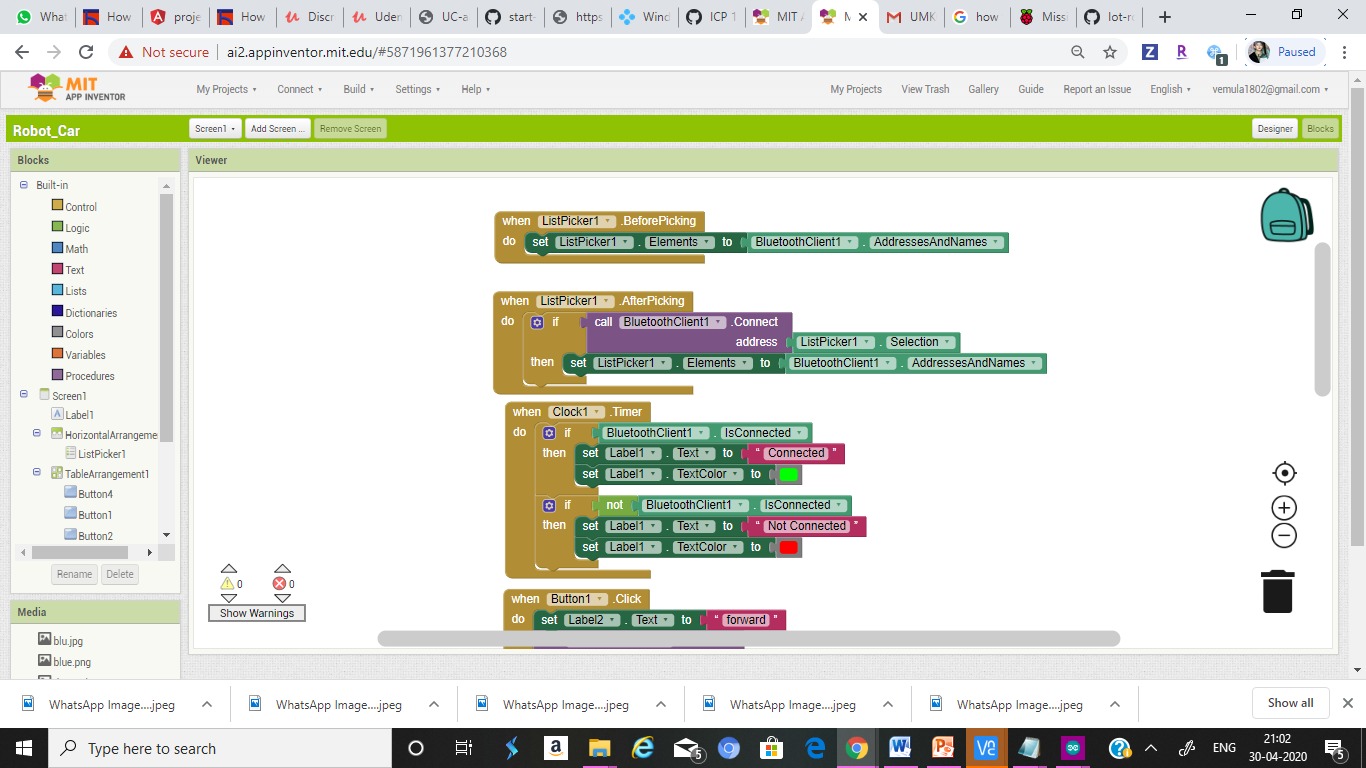 What
How
proje
How
Discr
Uden
UC-a
start-
https
Wind
ICP 1
MIT A
UMK
how
Missi
Iot-r
Not secure
ai2.appinventor.mit.edu/#5871961377210368
Z
R
1
Paused
MIT
APP INVENTOR
My Projects
Connect
Build
Settings
Help
My Projects
View Trash
Gallery
Guide
Report an Issue
English
vemula1802@gmail.com
Robot_Car
Screen1
Add Screen ...
Remove Screen
Designer
Blocks
Blocks
Viewer
Built-in
Control
Logic
Math
Text
Lists
Dictionaries
Colors
Variables
Procedures
Screen1
Label1
HorizontalArrangeme
ListPicker1
TableArrangement1
Button4
Button1
Button2
Rename
Delete
Media
blu.jpg
blue.png
when ListPicker1 .BeforePicking
do set ListPicker1 . Elements to BluetoothClient1 . AddressesAndNames
when ListPicker1 .AfterPicking
do if call BluetoothClient1 .Connect
address ListPicker1 . Selection
then set ListPicker1 . Elements to BluetoothClient1 . AddressesAndNames
when Clock1 .Timer
do if BluetoothClient1 . IsConnected
then set Label1 . Text to “ Connected ”
set Label1 . TextColor to
if not BluetoothClient1 . IsConnected
then set Label1 . Text to “ Not Connected ”
set Label1 . TextColor to
when Button1 .Click
do set Label2 . Text to “ forward ”
0 0
Show Warnings
WhatsApp Image....jpeg
WhatsApp Image....jpeg
WhatsApp Image....jpeg
WhatsApp Image....jpeg
WhatsApp Image....jpeg
Show all
Type here to search
5
ENG
21:02
30-04-2020
5